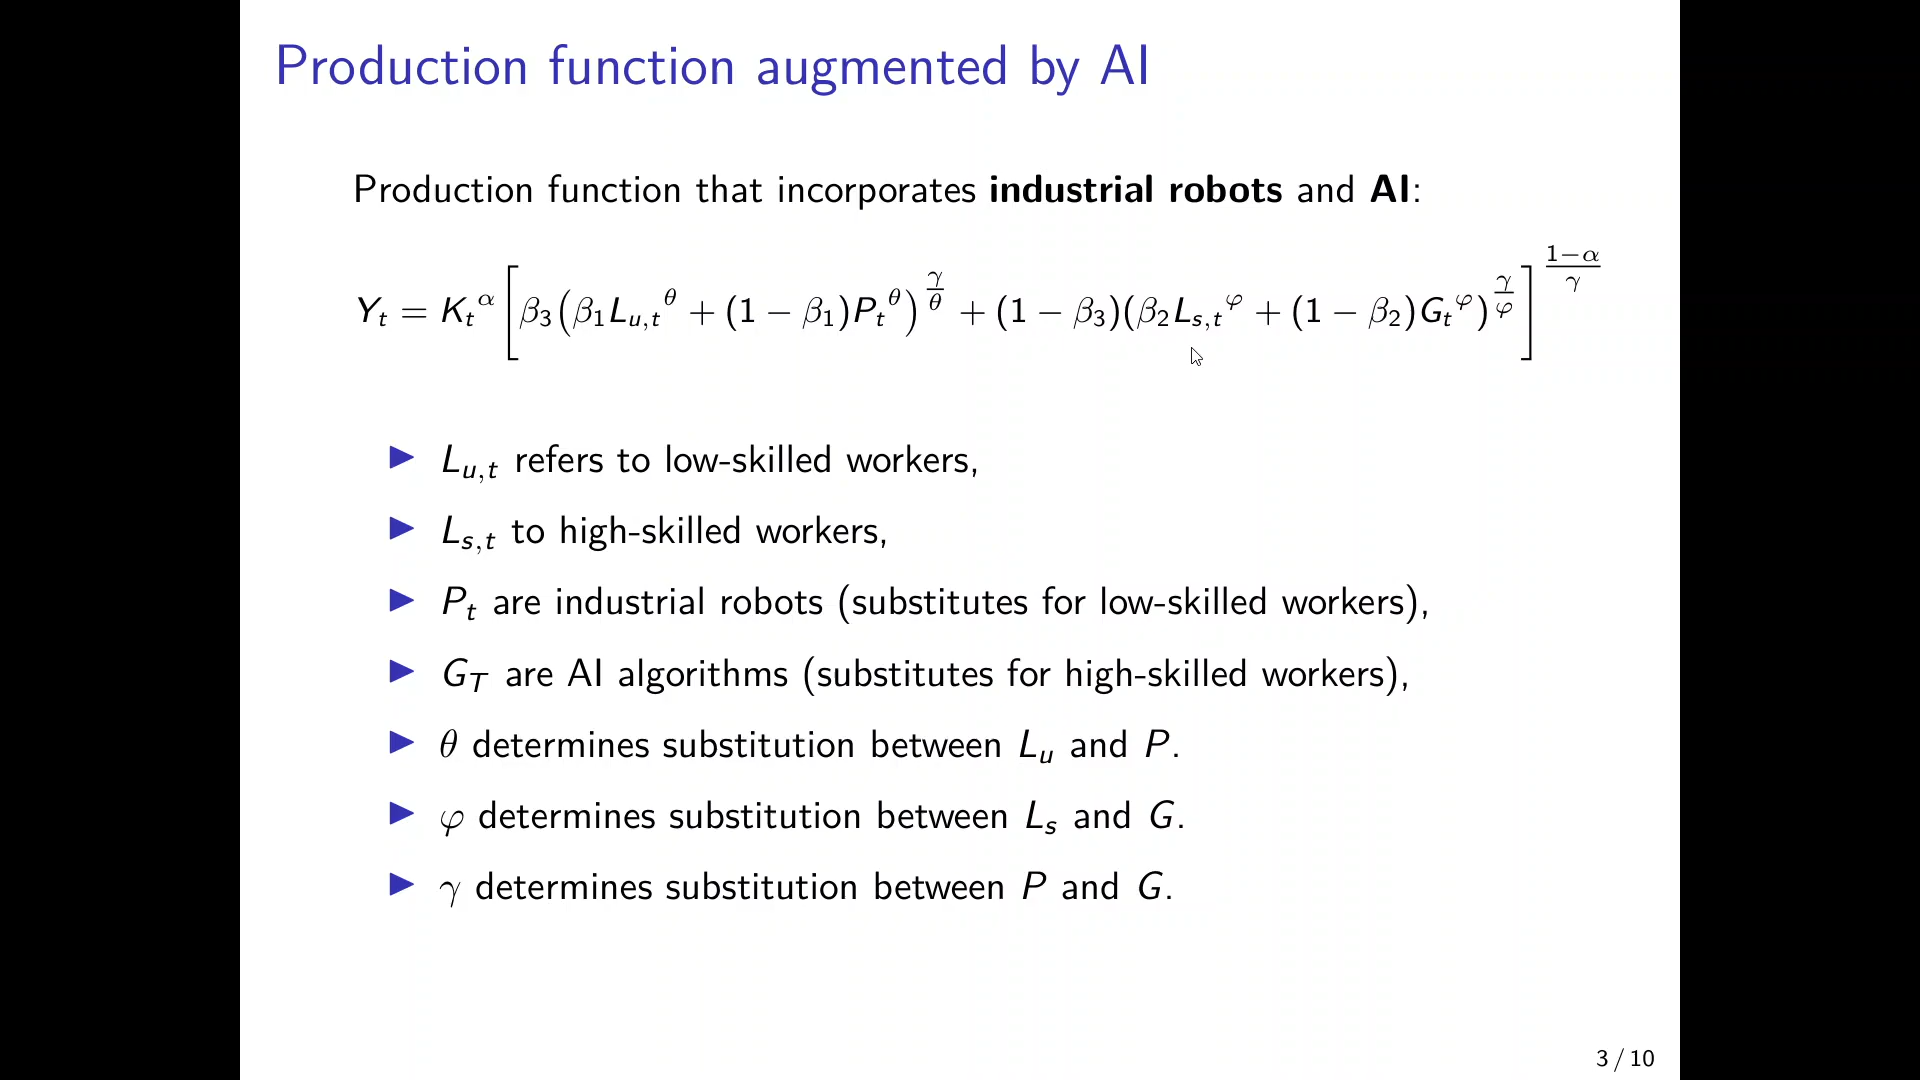 Production function augmented by AI
Production function that incorporates industrial robots and AI:
Y_t = K_t^α [ β_3 ( β_1 L_{u,t}^θ + (1 − β_1) P_t^θ )^{γ/θ} + (1 − β_3)(β_2 L_{s,t}^φ + (1 − β_2) G_t^φ)^{γ/φ} ]^{(1−α)/γ}
▶ L_{u,t} refers to low-skilled workers,
▶ L_{s,t} to high-skilled workers,
▶ P_t are industrial robots (substitutes for low-skilled workers),
▶ G_T are AI algorithms (substitutes for high-skilled workers),
▶ θ determines substitution between L_u and P.
▶ φ determines substitution between L_s and G.
▶ γ determines substitution between P and G.
3 / 10